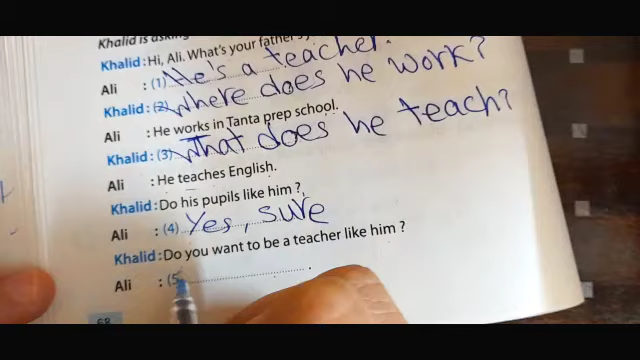 Khalid is asking
Khalid : Hi, Ali. What's your father's
Ali : (1) He's a teacher.
Khalid : (2) Where does he work?
Ali : He works in Tanta prep school.
Khalid : (3) What does he teach?
Ali : He teaches English.
Khalid : Do his pupils like him ?
Ali : (4) Yes, sure
Khalid : Do you want to be a teacher like him ?
Ali : (5) .
68